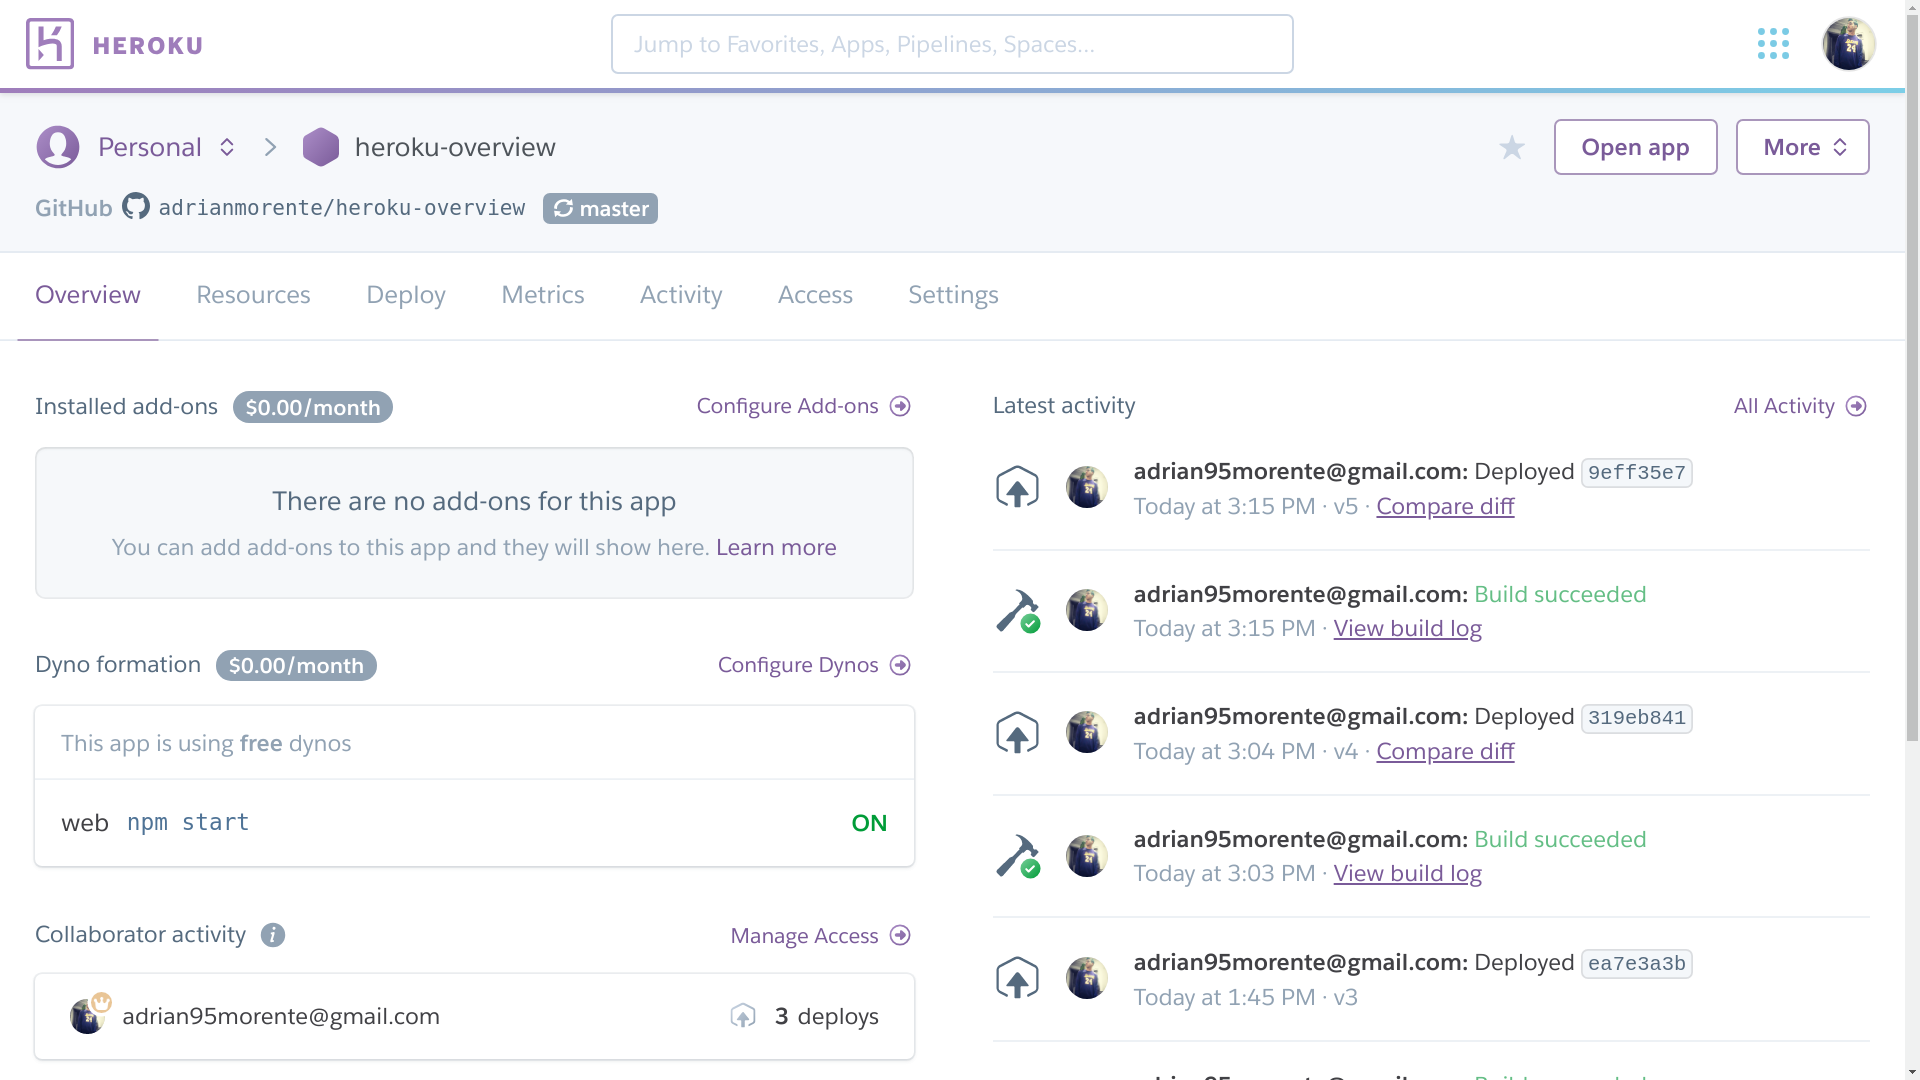 HEROKU
Jump to Favorites, Apps, Pipelines, Spaces...
Personal
heroku-overview
Open app
More
GitHub adrianmorente/heroku-overview master
Overview Resources Deploy Metrics Activity Access Settings
Installed add-ons $0.00/month Configure Add-ons
There are no add-ons for this app
You can add add-ons to this app and they will show here. Learn more
Dyno formation $0.00/month Configure Dynos
This app is using free dynos
web npm start ON
Collaborator activity Manage Access
adrian95morente@gmail.com 3 deploys
Latest activity All Activity
adrian95morente@gmail.com: Deployed 9eff35e7
Today at 3:15 PM · v5 · Compare diff
adrian95morente@gmail.com: Build succeeded
Today at 3:15 PM · View build log
adrian95morente@gmail.com: Deployed 319eb841
Today at 3:04 PM · v4 · Compare diff
adrian95morente@gmail.com: Build succeeded
Today at 3:03 PM · View build log
adrian95morente@gmail.com: Deployed ea7e3a3b
Today at 1:45 PM · v3